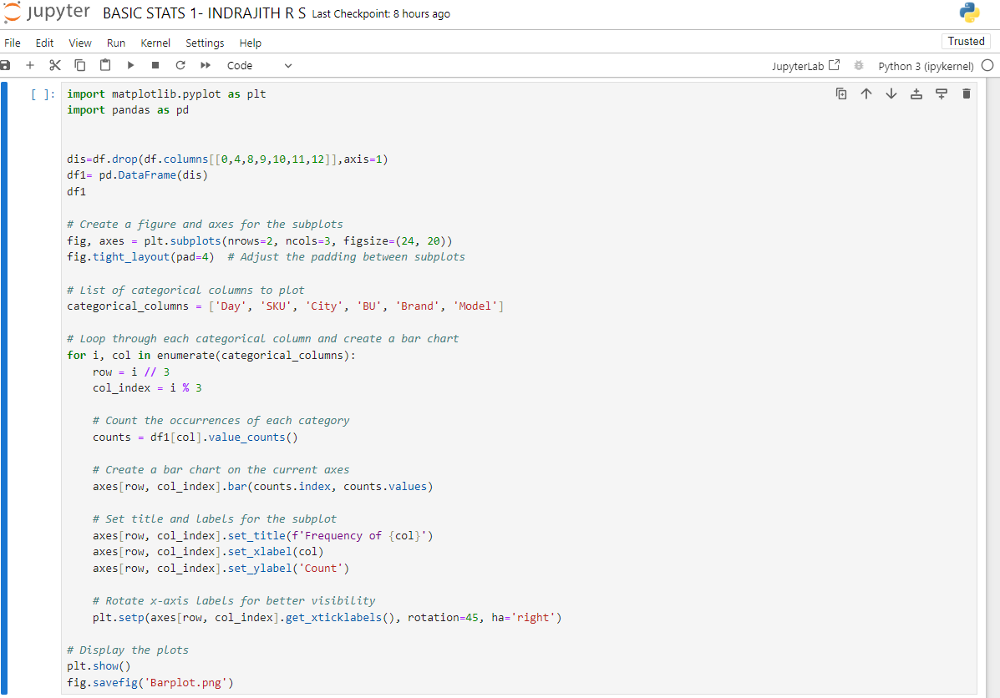 jupyter BASIC STATS 1- INDRAJITH R S Last Checkpoint: 8 hours ago
File Edit View Run Kernel Settings Help Trusted
Code JupyterLab Python 3 (ipykernel)
[ ]: import matplotlib.pyplot as plt
import pandas as pd
dis=df.drop(df.columns[[0,4,8,9,10,11,12]],axis=1)
df1= pd.DataFrame(dis)
df1
# Create a figure and axes for the subplots
fig, axes = plt.subplots(nrows=2, ncols=3, figsize=(24, 20))
fig.tight_layout(pad=4)  # Adjust the padding between subplots
# List of categorical columns to plot
categorical_columns = ['Day', 'SKU', 'City', 'BU', 'Brand', 'Model']
# Loop through each categorical column and create a bar chart
for i, col in enumerate(categorical_columns):
    row = i // 3
    col_index = i % 3
    # Count the occurrences of each category
    counts = df1[col].value_counts()
    # Create a bar chart on the current axes
    axes[row, col_index].bar(counts.index, counts.values)
    # Set title and labels for the subplot
    axes[row, col_index].set_title(f'Frequency of {col}')
    axes[row, col_index].set_xlabel(col)
    axes[row, col_index].set_ylabel('Count')
    # Rotate x-axis labels for better visibility
    plt.setp(axes[row, col_index].get_xticklabels(), rotation=45, ha='right')
# Display the plots
plt.show()
fig.savefig('Barplot.png')